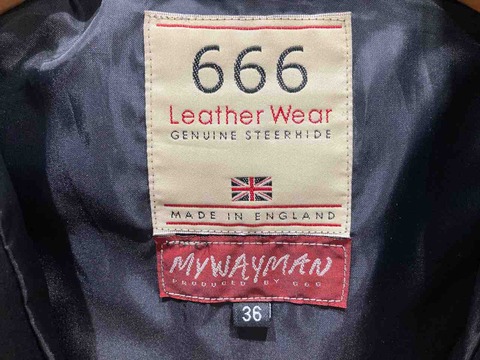 666
Leather Wear
GENUINE STEERHIDE
MADE IN ENGLAND
MYWAYMAN
PRODUCED BY 666
36